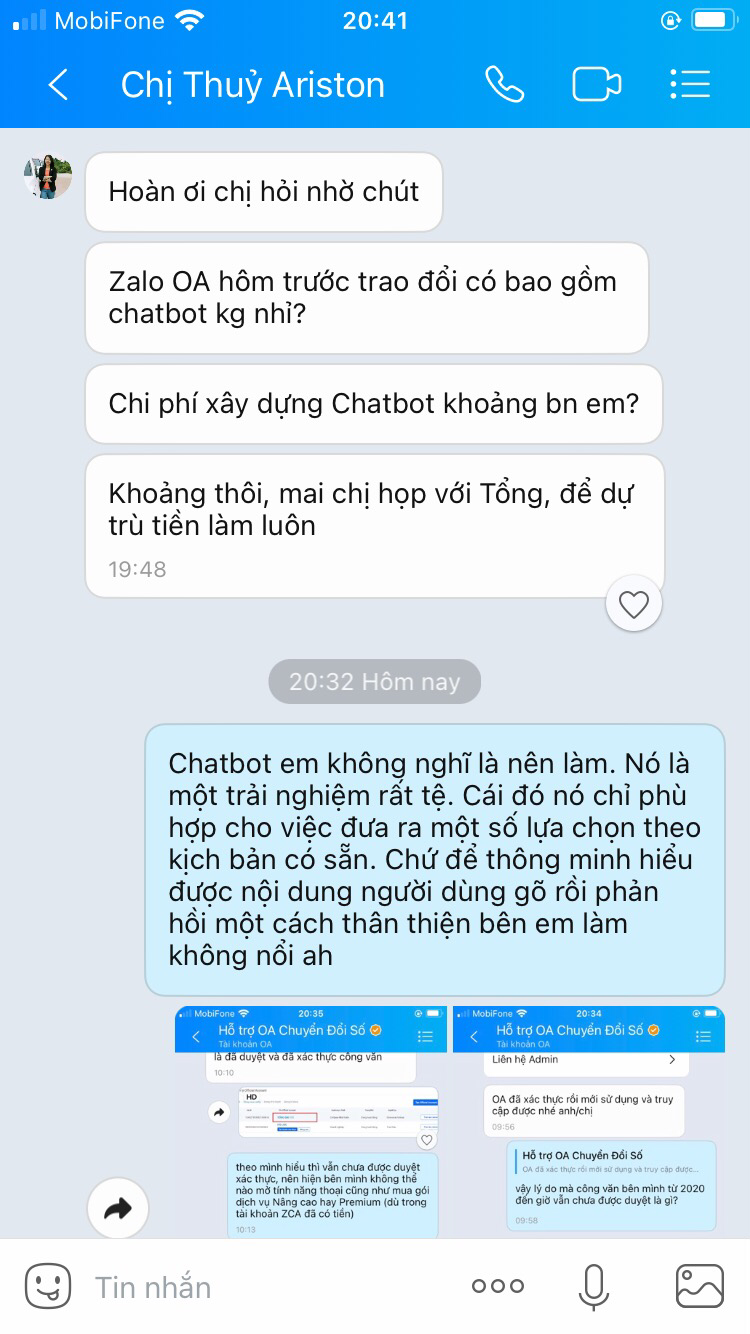 MobiFone
20:41
Chị Thuỷ Ariston
Hoàn ơi chị hỏi nhờ chút
Zalo OA hôm trước trao đổi có bao gồm
chatbot kg nhỉ?
Chi phí xây dựng Chatbot khoảng bn em?
Khoảng thôi, mai chị họp với Tổng, để dự
trù tiền làm luôn
19:48
20:32 Hôm nay
Chatbot em không nghĩ là nên làm. Nó là
một trải nghiệm rất tệ. Cái đó nó chỉ phù
hợp cho việc đưa ra một số lựa chọn theo
kịch bản có sẵn. Chứ để thông minh hiểu
được nội dung người dùng gõ rồi phản
hồi một cách thân thiện bên em làm
không nổi ah
MobiFone
20:35
Hỗ trợ OA Chuyển Đổi Số
Tài khoản OA
là đã duyệt và đã xác thực công văn
10:10
HD
theo mình hiểu thì vẫn chưa được duyệt
xác thực, nên hiện bên mình không thể
nào mở tính năng thoại cũng như mua gói
dịch vụ Nâng cao hay Premium (dù trong
tài khoản ZCA đã có tiền)
10:13
MobiFone
20:34
Hỗ trợ OA Chuyển Đổi Số
Tài khoản OA
Liên hệ Admin
OA đã xác thực rồi mới sử dụng và truy
cập được nhé anh/chị
09:56
Hỗ trợ OA Chuyển Đổi Số
OA đã xác thực rồi mới sử dụng và truy cập được...
vậy lý do mà công văn bên mình từ 2020
đến giờ vẫn chưa được duyệt là gì?
09:58
Tin nhắn